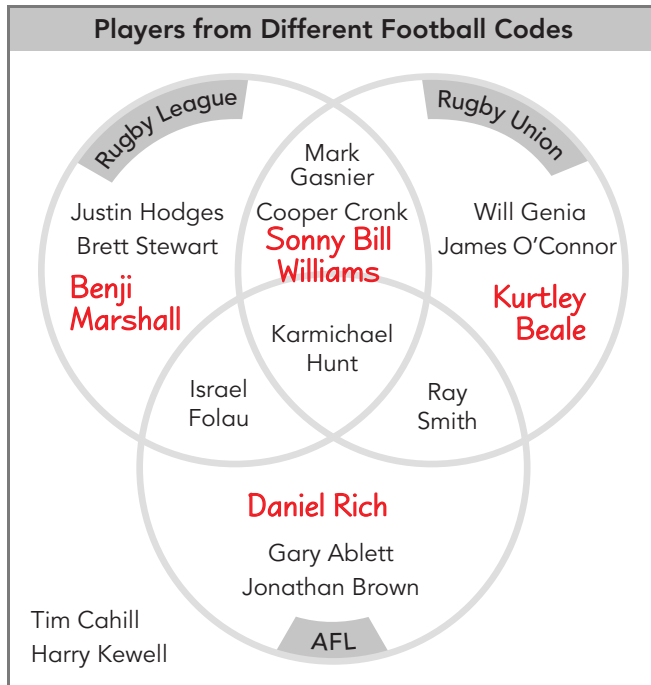 Players from Different Football Codes
Rugby League
Rugby Union
Mark
Gasnier
Justin Hodges
Cooper Cronk
Will Genia
Brett Stewart
Sonny Bill
Williams
James O'Connor
Benji
Marshall
Kurtley
Beale
Karmichael
Hunt
Israel
Folau
Ray
Smith
Daniel Rich
Gary Ablett
Jonathan Brown
Tim Cahill
Harry Kewell
AFL